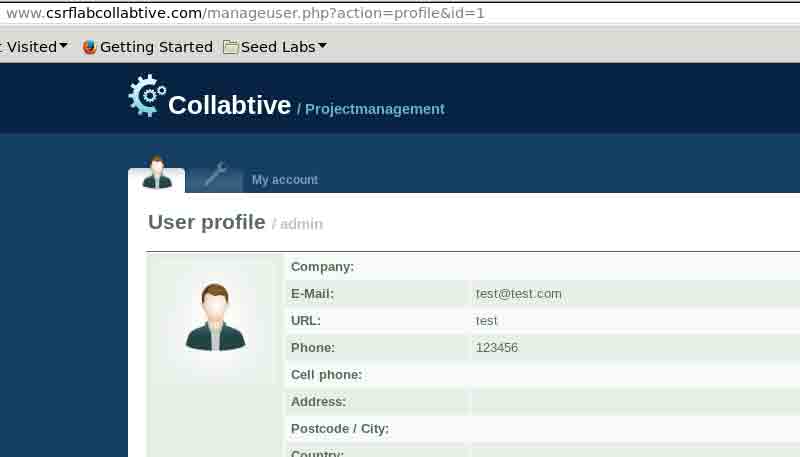 www.csrflabcollabtive.com/manageuser.php?action=profile&id=1
t Visited Getting Started Seed Labs
Collabtive / Projectmanagement
My account
User profile / admin
Company:
E-Mail: test@test.com
URL: test
Phone: 123456
Cell phone:
Address:
Postcode / City:
Country: